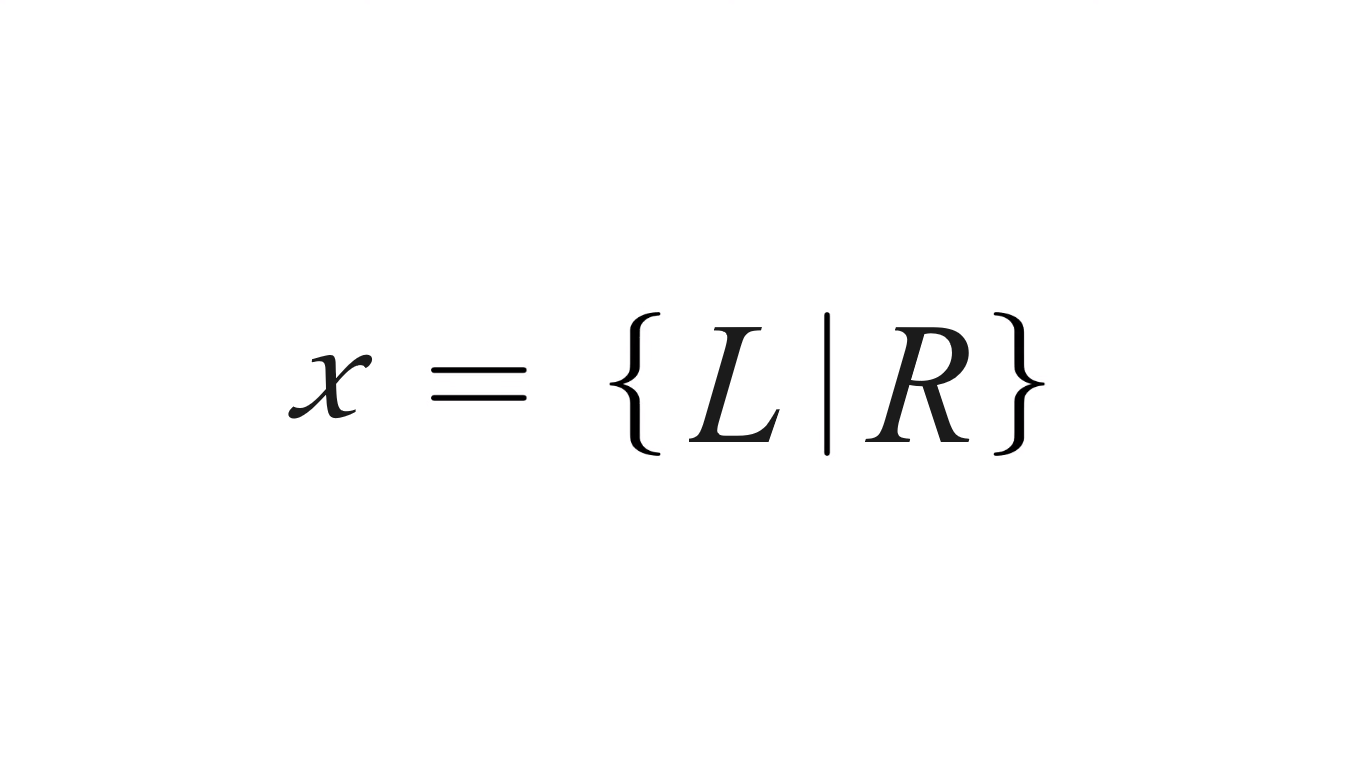 x = {L|R}